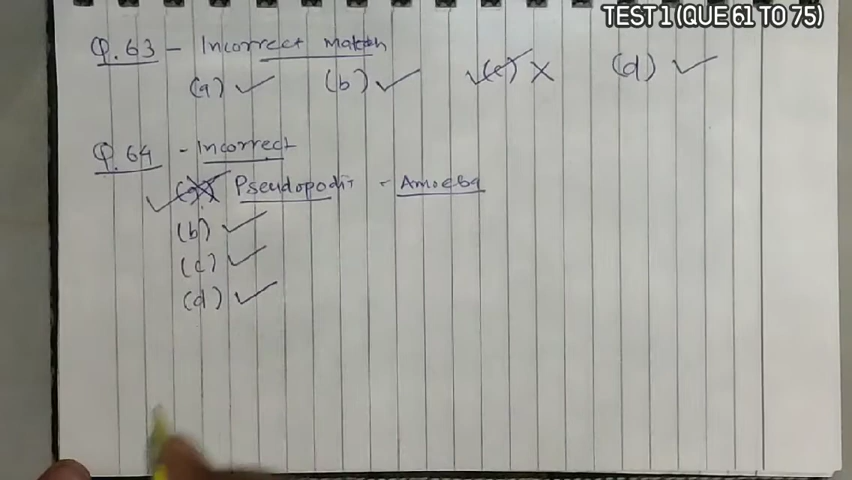 TEST 1 (QUE 61 TO 75)
Q.63 - Incorrect match
(a) ✓ (b) ✓ ✓(c) X (d) ✓
Q.64 - Incorrect
✓ (a) X Pseudopodia - Amoeba
(b) ✓
(c) ✓
(d) ✓